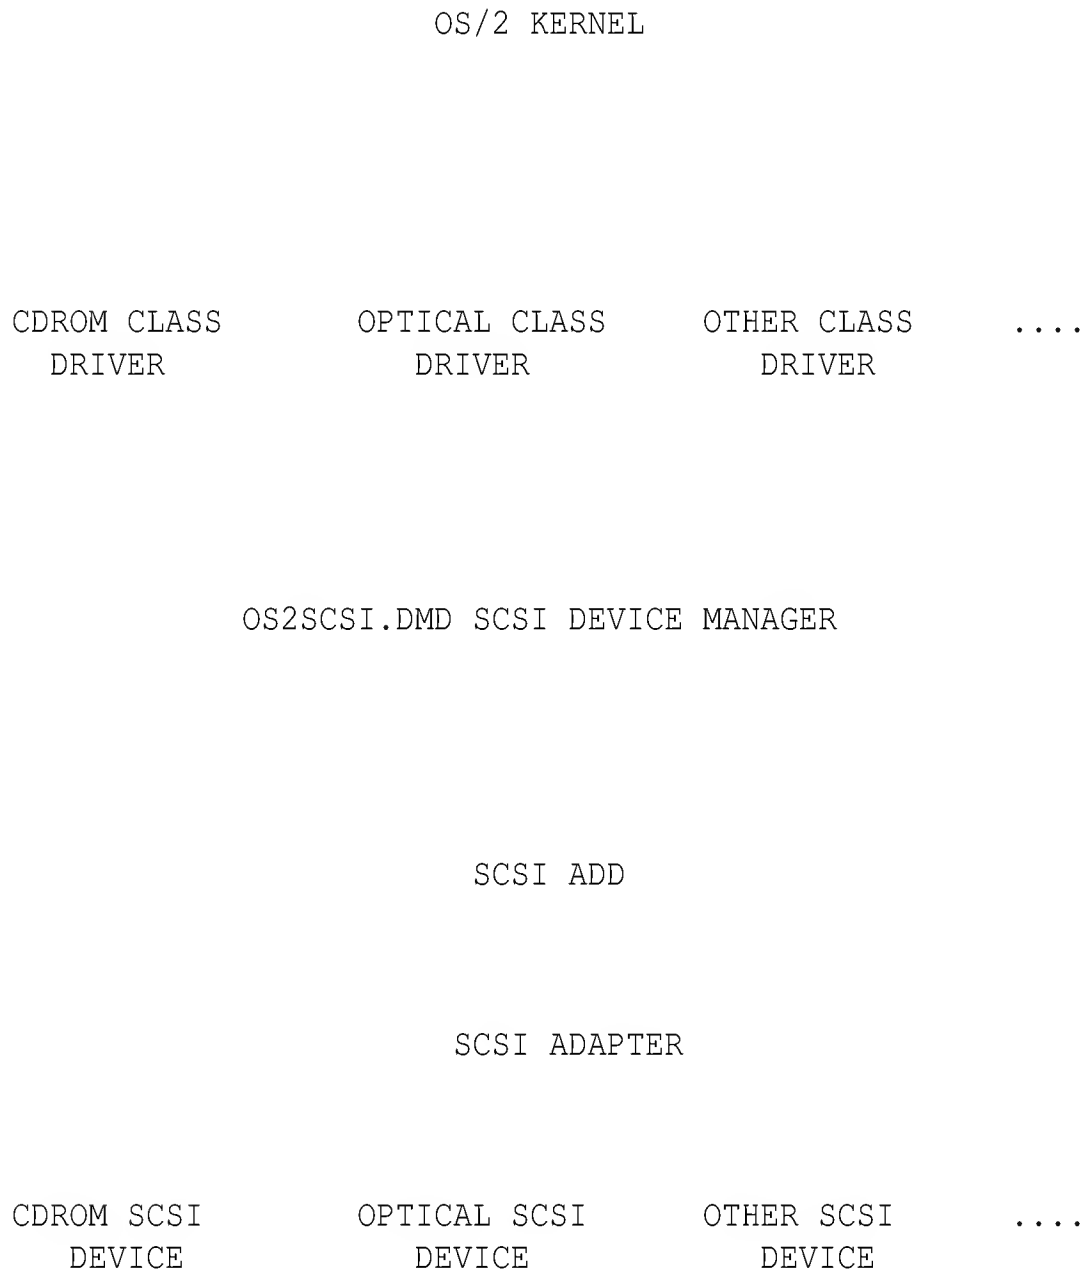 OS/2 KERNEL
CDROM CLASS OPTICAL CLASS OTHER CLASS ....
DRIVER DRIVER DRIVER
OS2SCSI.DMD SCSI DEVICE MANAGER
SCSI ADD
SCSI ADAPTER
CDROM SCSI OPTICAL SCSI OTHER SCSI ....
DEVICE DEVICE DEVICE